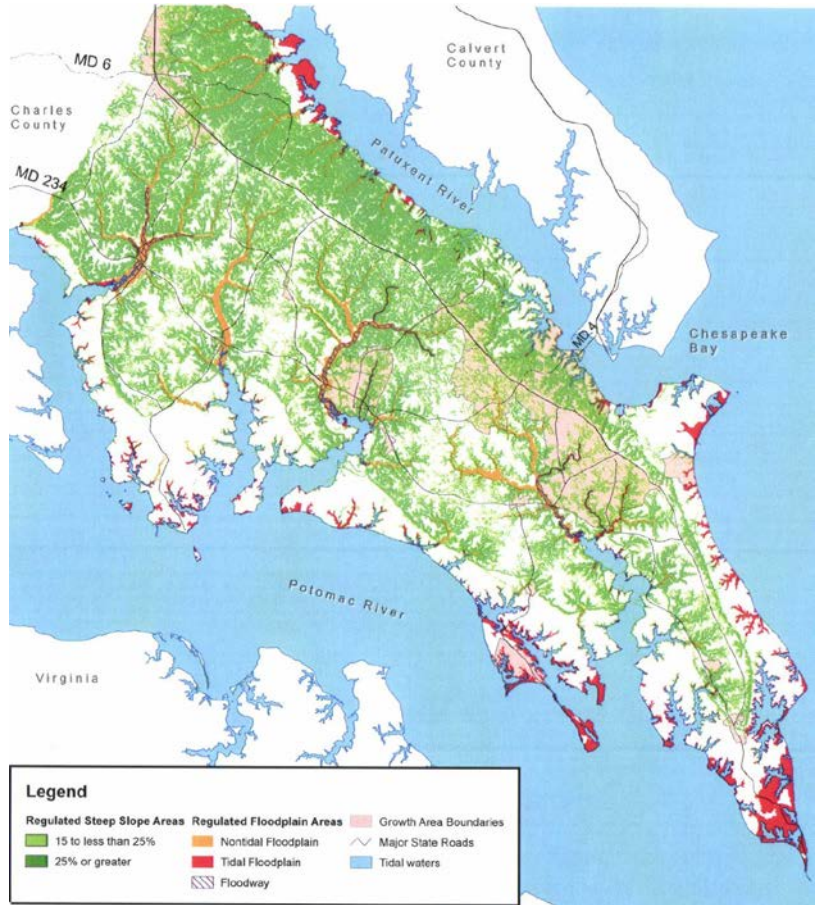 Calvert
County
MD 6
Charles
County
Patuxent River
MD 234
MD 4
Chesapeake
Bay
Potomac River
Virginia
Legend
Regulated Steep Slope Areas
15 to less than 25%
25% or greater
Regulated Floodplain Areas
Nontidal Floodplain
Tidal Floodplain
Floodway
Growth Area Boundaries
Major State Roads
Tidal waters